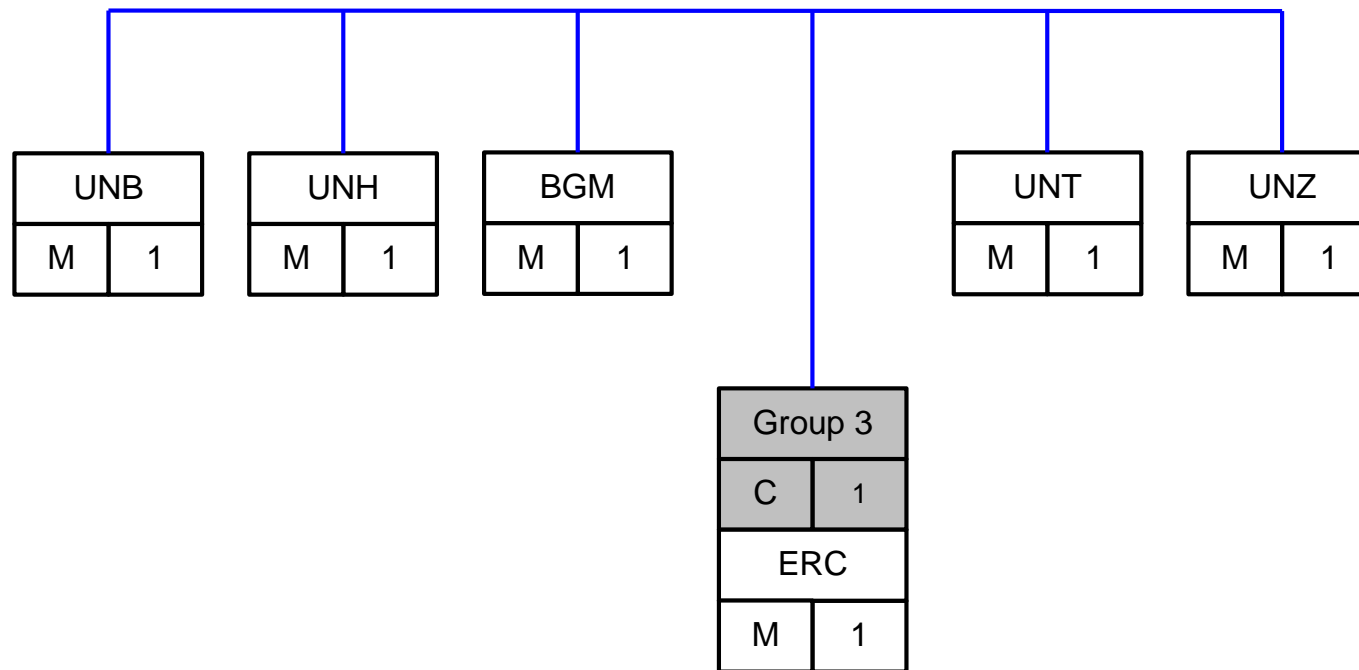 UNB UNH BGM UNT UNZ
M 1 M 1 M 1 M 1 M 1
Group 3
C 1
ERC
M 1